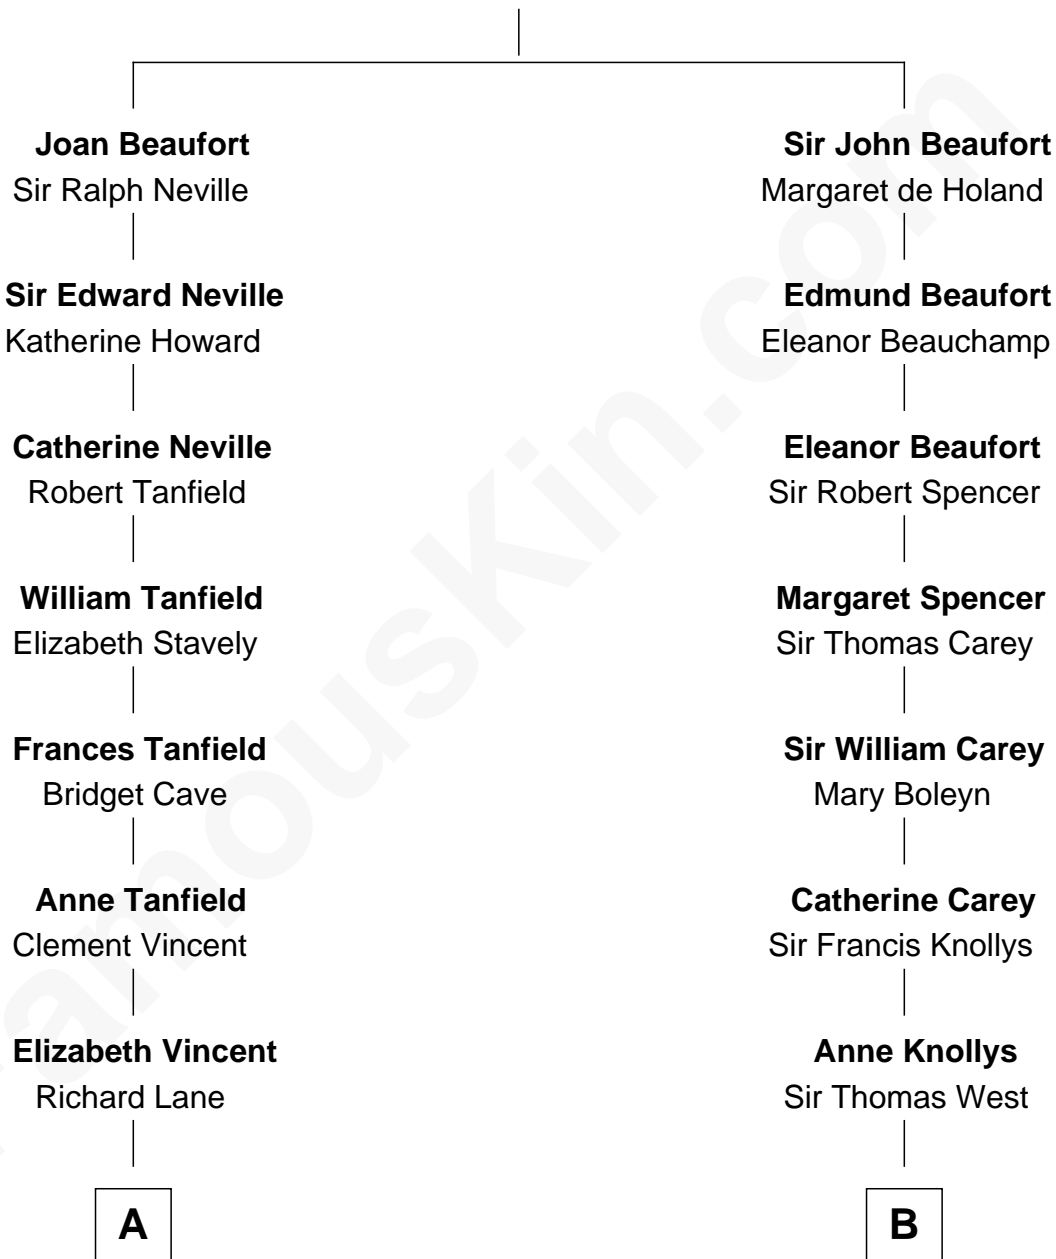 Joan Beaufort
Sir Ralph Neville
Sir John Beaufort
Margaret de Holand
Sir Edward Neville
Katherine Howard
Edmund Beaufort
Eleanor Beauchamp
Catherine Neville
Robert Tanfield
Eleanor Beaufort
Sir Robert Spencer
William Tanfield
Elizabeth Stavely
Margaret Spencer
Sir Thomas Carey
Frances Tanfield
Bridget Cave
Sir William Carey
Mary Boleyn
Anne Tanfield
Clement Vincent
Catherine Carey
Sir Francis Knollys
Elizabeth Vincent
Richard Lane
Anne Knollys
Sir Thomas West
A
B
FamousKin.com